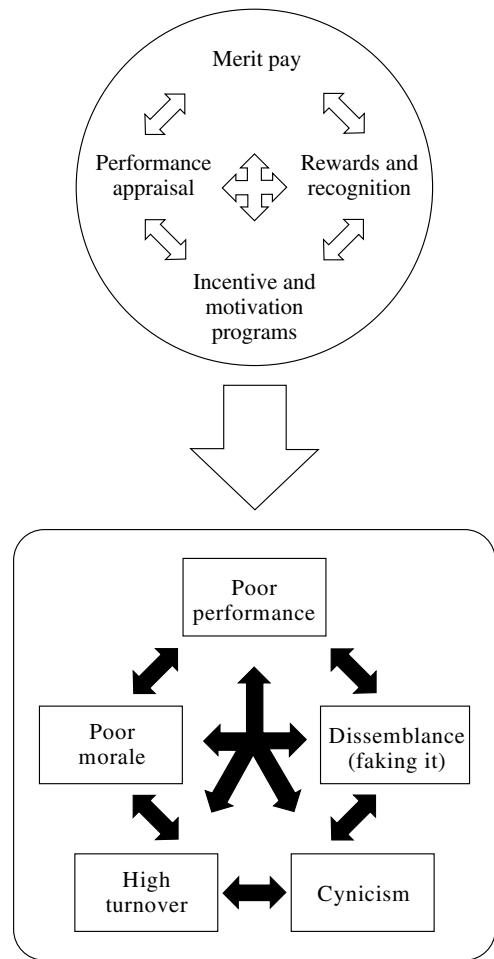 Merit pay
Performance
appraisal
Rewards and
recognition
Incentive and
motivation
programs
Poor
performance
Poor
morale
Dissemblance
(faking it)
High
turnover
Cynicism